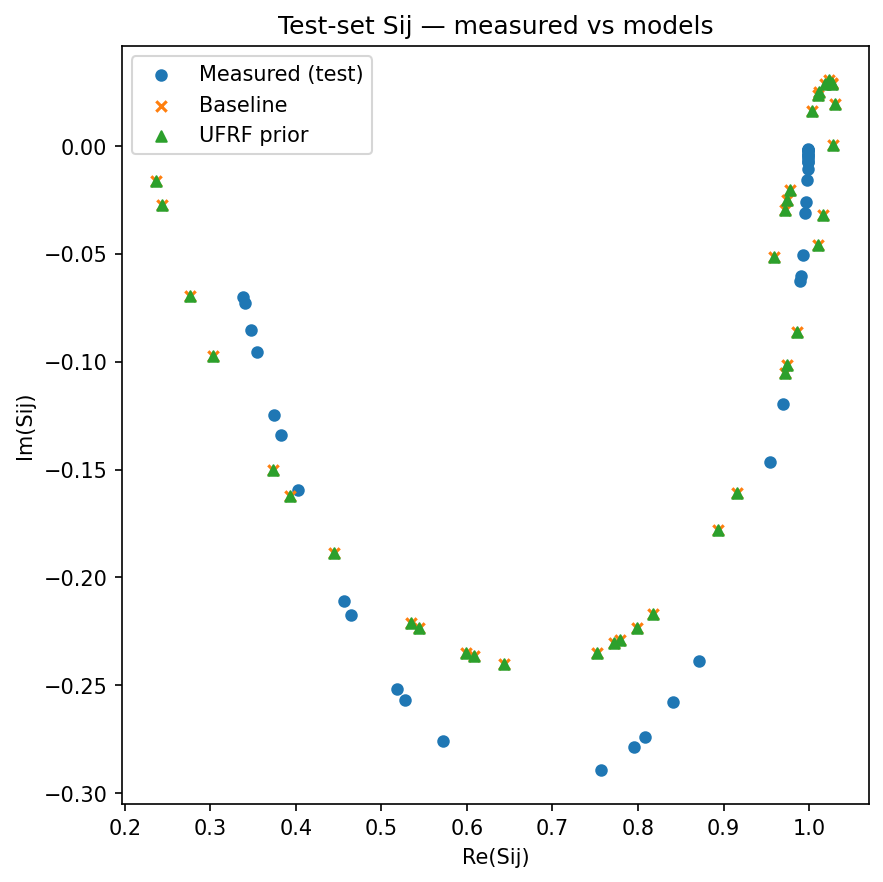 Test-set Sij — measured vs models
Measured (test)
Baseline
UFRF prior
Im(Sij)
0.00
−0.05
−0.10
−0.15
−0.20
−0.25
−0.30
0.2 0.3 0.4 0.5 0.6 0.7 0.8 0.9 1.0
Re(Sij)